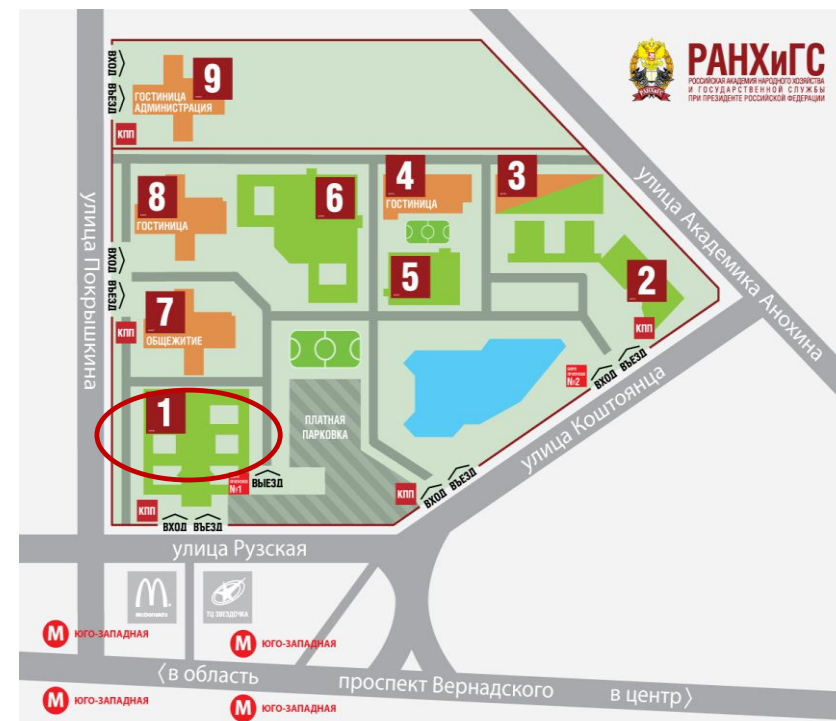 РАНХиГС
РОССИЙСКАЯ АКАДЕМИЯ НАРОДНОГО ХОЗЯЙСТВА
И ГОСУДАРСТВЕННОЙ СЛУЖБЫ
ПРИ ПРЕЗИДЕНТЕ РОССИЙСКОЙ ФЕДЕРАЦИИ
ВХОД
ВЪЕЗД
КПП
9
ГОСТИНИЦА
АДМИНИСТРАЦИЯ
8
ГОСТИНИЦА
6
4
ГОСТИНИЦА
3
5
2
КПП
улица Академика Анохина
улица Покрышкина
ВХОД
ВЪЕЗД
КПП
7
ОБЩЕЖИТИЕ
1
ПЛАТНАЯ
ПАРКОВКА
№2
ВХОД
ВЪЕЗД
улица Коштоянца
№1
ВЫЕЗД
КПП
ВХОД
ВЪЕЗД
КПП
ВХОД
ВЪЕЗД
улица Рузская
ТЦ ЗВЕЗДОЧКА
М ЮГО-ЗАПАДНАЯ
М ЮГО-ЗАПАДНАЯ
〈в область
проспект Вернадского
в центр〉
М ЮГО-ЗАПАДНАЯ
М ЮГО-ЗАПАДНАЯ